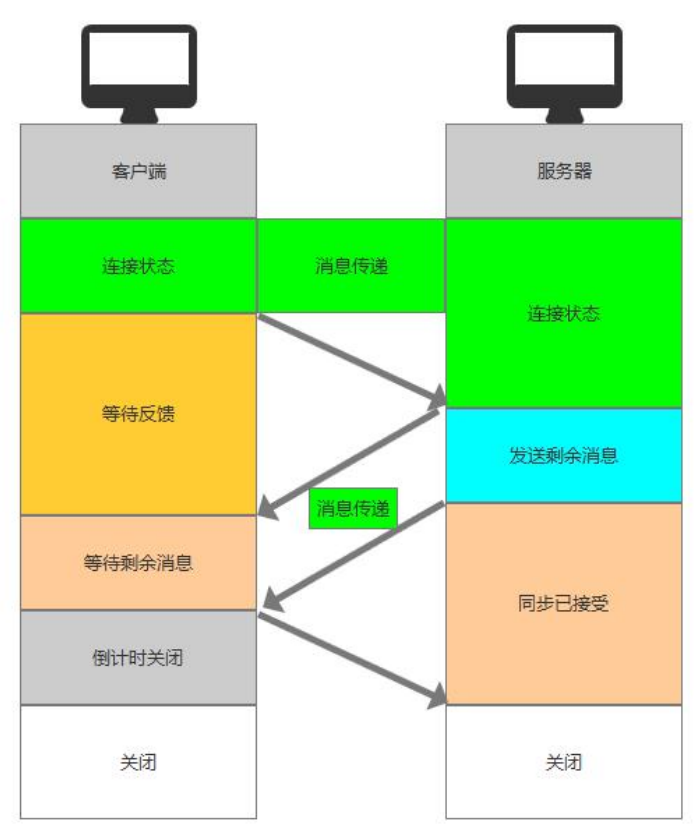 客户端
服务器
连接状态
消息传递
连接状态
等待反馈
发送剩余消息
消息传递
等待剩余消息
同步已接受
倒计时关闭
关闭
关闭